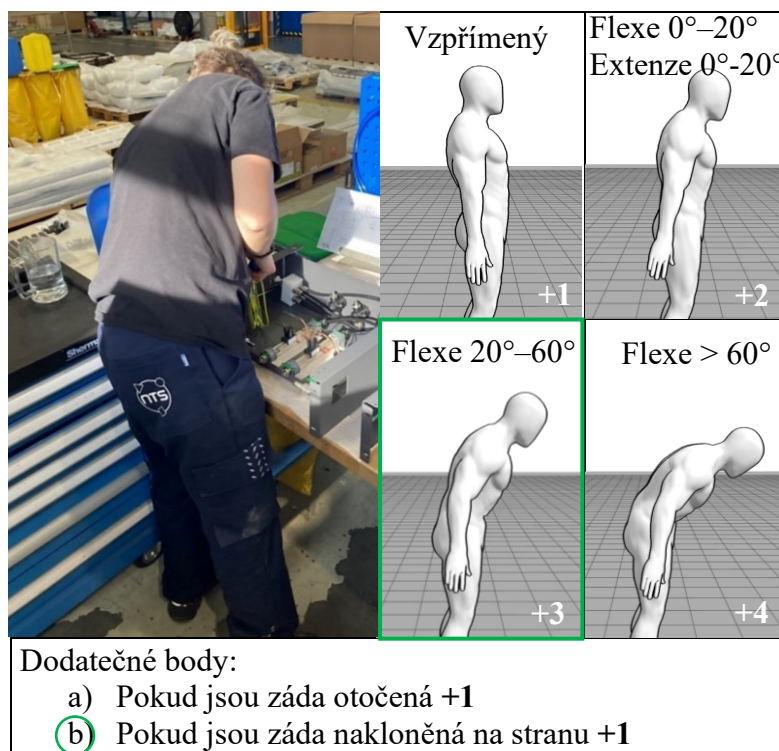 Vzpřímený
Flexe 0°–20°
Extenze 0°-20°
+1
+2
Flexe 20°–60°
Flexe > 60°
+3
+4
Sherm
NTS
Dodatečné body:
a) Pokud jsou záda otočená +1
b) Pokud jsou záda nakloněná na stranu +1